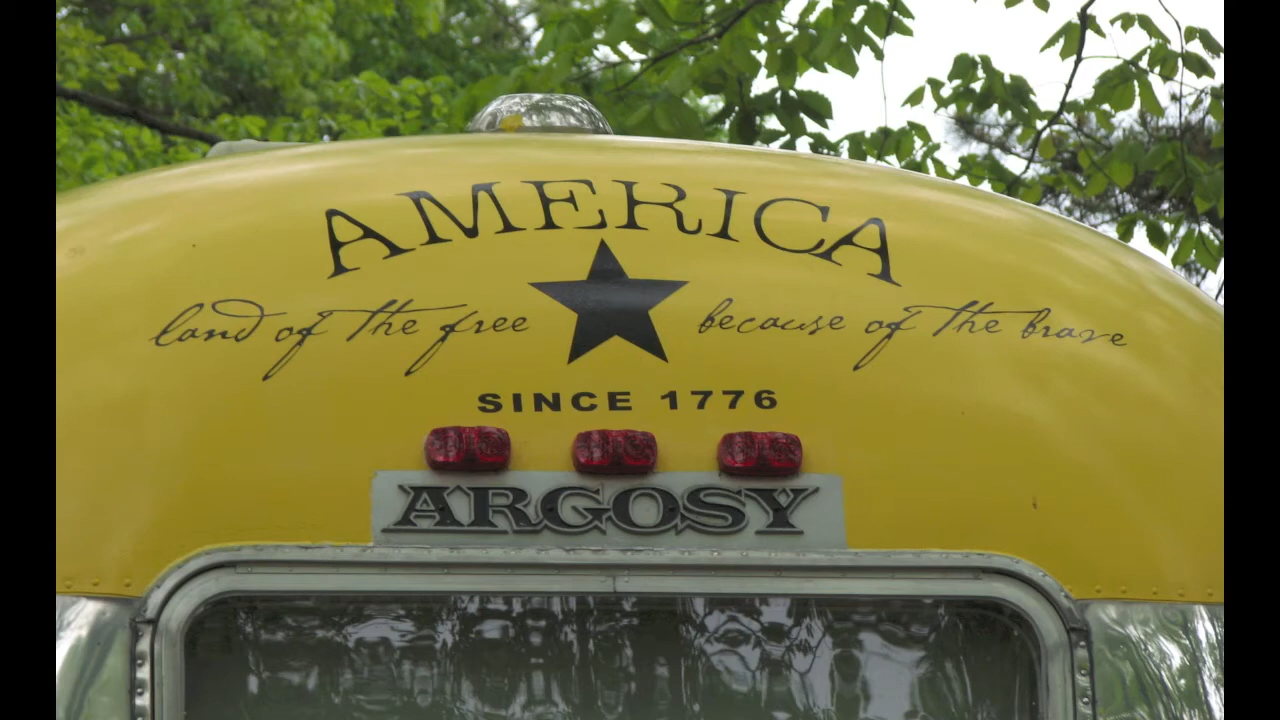 AMERICA
land of the free because of the brave
SINCE 1776
ARGOSY